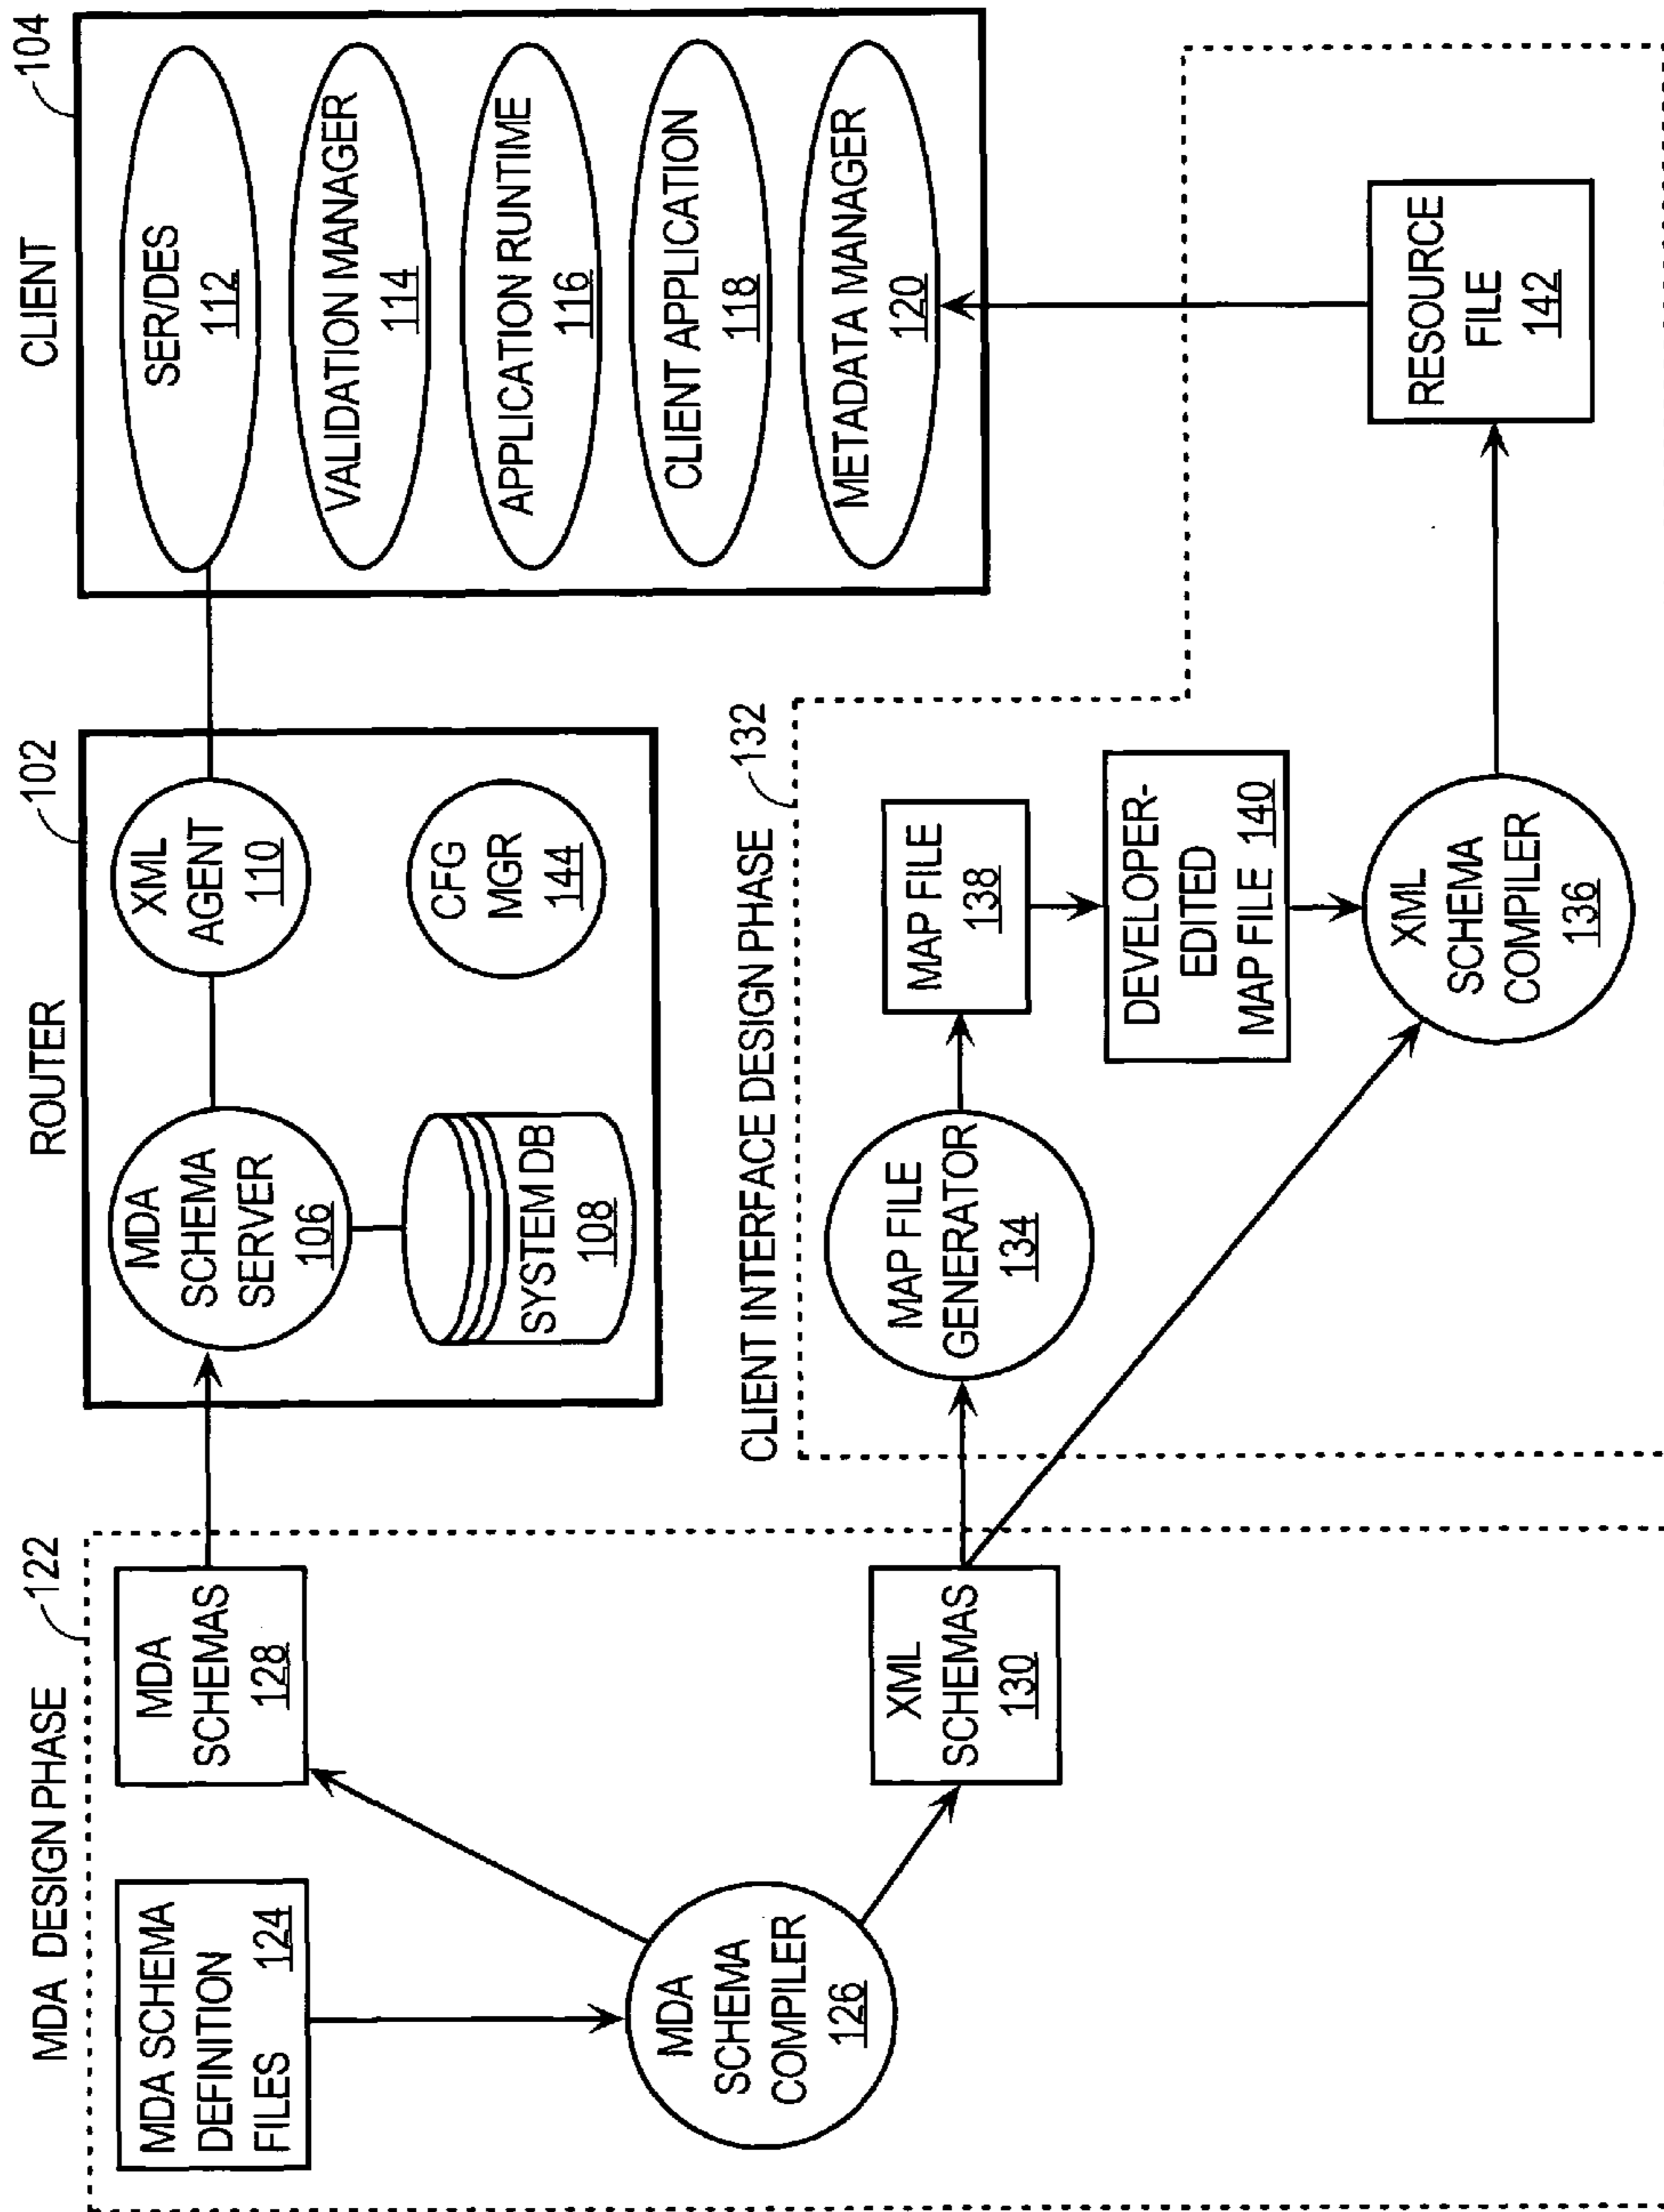 MDA DESIGN PHASE
122
MDA SCHEMA
DEFINITION
FILES 124
MDA
SCHEMA
COMPILER
126
MDA
SCHEMAS
128
XML
SCHEMAS
130
ROUTER
102
MDA
SCHEMA
SERVER
106
SYSTEM DB
108
XML
AGENT
110
CFG
MGR
144
CLIENT
104
SER/DES
112
VALIDATION MANAGER
114
APPLICATION RUNTIME
116
CLIENT APPLICATION
118
METADATA MANAGER
120
CLIENT INTERFACE DESIGN PHASE
132
MAP FILE
GENERATOR
134
MAP FILE
138
DEVELOPER-
EDITED
MAP FILE 140
XML
SCHEMA
COMPILER
136
RESOURCE
FILE
142